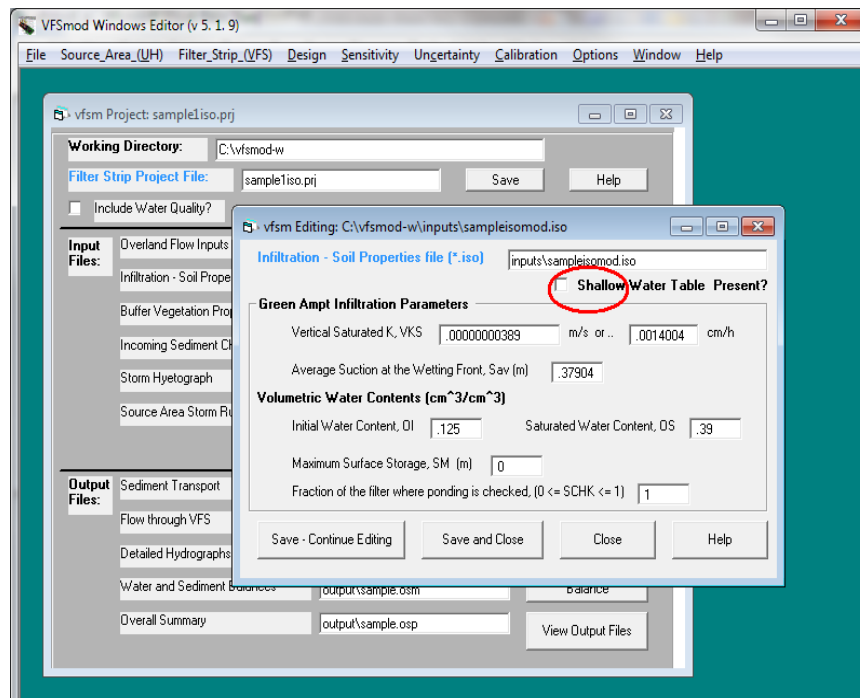 VFSmod Windows Editor (v 5. 1. 9)
File Source_Area_(UH) Filter_Strip_(VFS) Design Sensitivity Uncertainty Calibration Options Window Help
vfsm Project: sample1iso.prj
Working Directory: C:\vfsmod-w
Filter Strip Project File: sample1iso.prj Save Help
Include Water Quality?
Input Files:
Overland Flow Inputs
Infiltration - Soil Prope
Buffer Vegetation Pro
Incoming Sediment C
Storm Hyetograph
Source Area Storm Ru
Output Files:
Sediment Transport
Flow through VFS
Detailed Hydrographs
Water and Sediment Balances output\sample.osm Balance
Overall Summary output\sample.osp View Output Files
vfsm Editing: C:\vfsmod-w\inputs\sampleisomod.iso
Infiltration - Soil Properties file (*.iso) inputs\sampleisomod.iso
Shallow Water Table Present?
Green Ampt Infiltration Parameters
Vertical Saturated K, VKS .00000000389 m/s or .. .0014004 cm/h
Average Suction at the Wetting Front, Sav (m) .37904
Volumetric Water Contents (cm^3/cm^3)
Initial Water Content, OI .125 Saturated Water Content, OS .39
Maximum Surface Storage, SM (m) 0
Fraction of the filter where ponding is checked, (0 <= SCHK <= 1) 1
Save - Continue Editing Save and Close Close Help